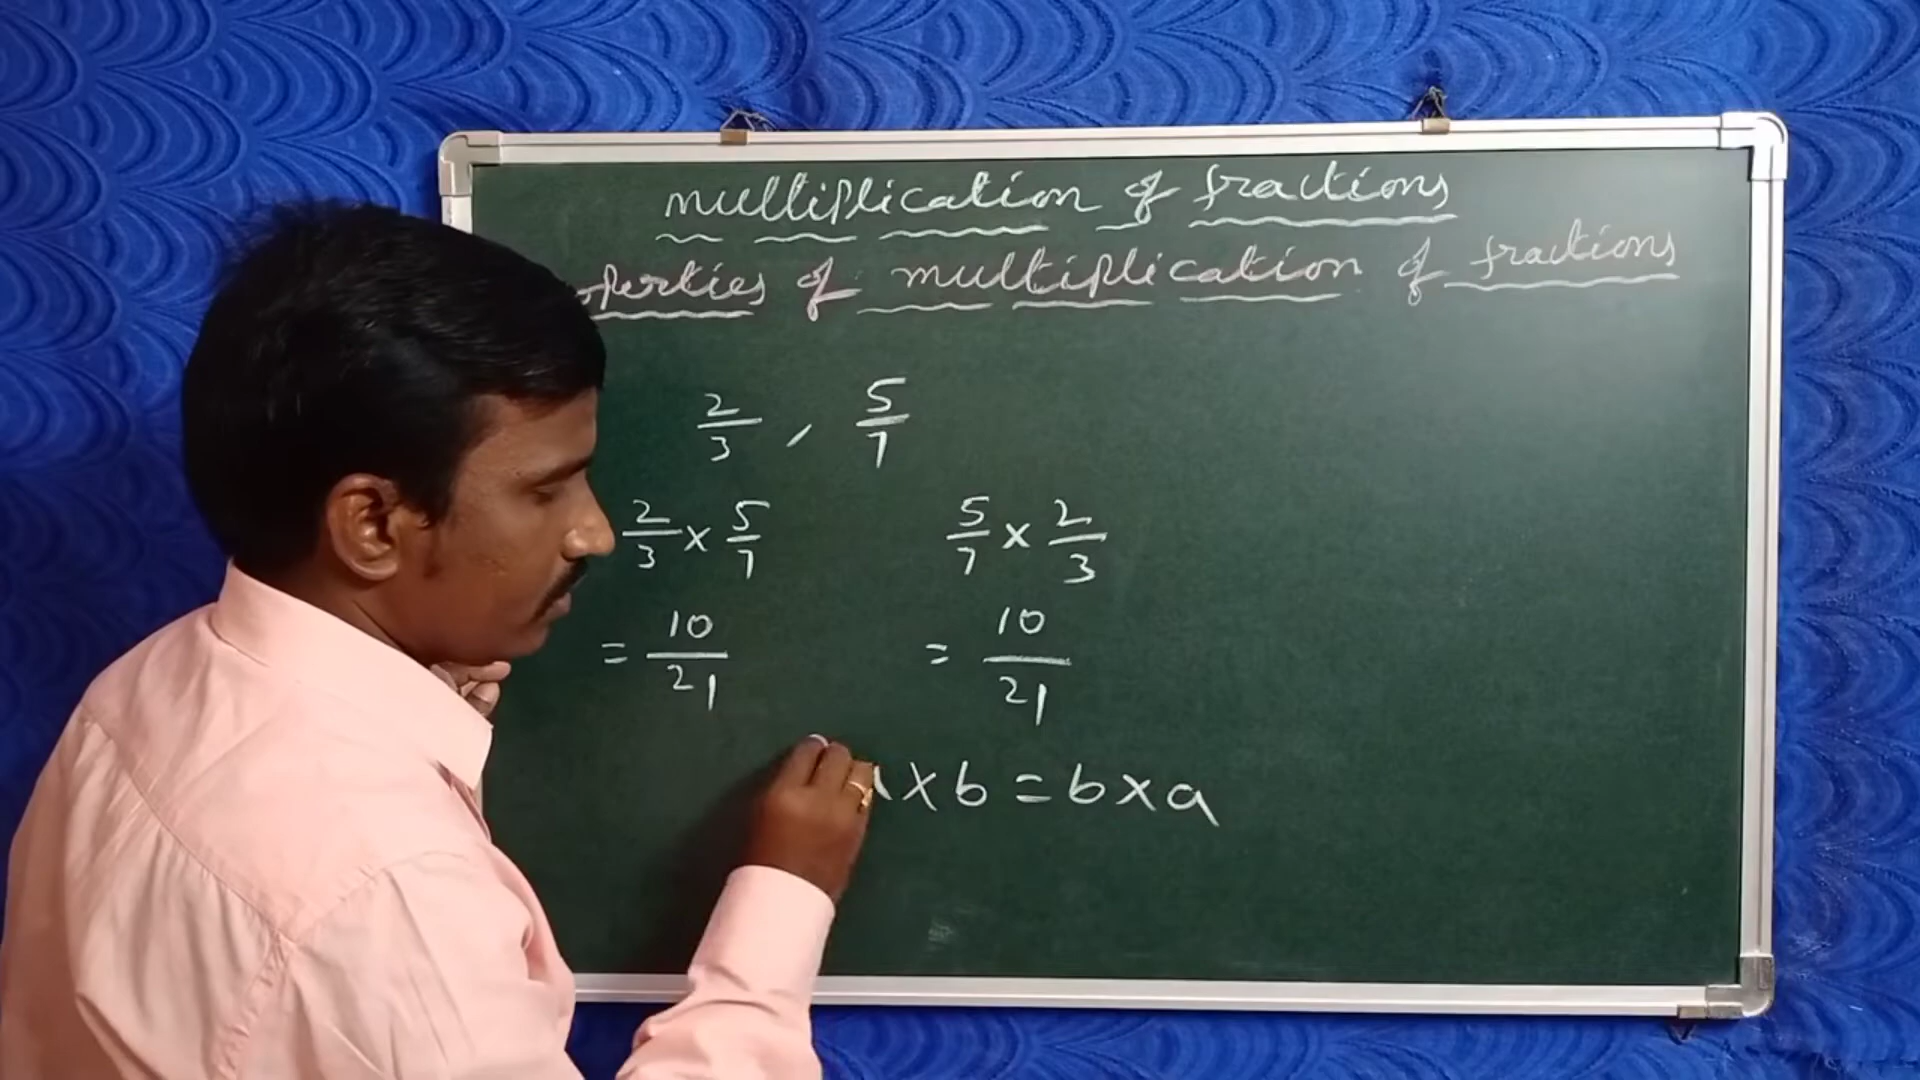 multiplication of fractions
operties of multiplication of fractions
2/3 , 5/7
2/3 x 5/7 5/7 x 2/3
= 10/21 = 10/21
a x b = b x a